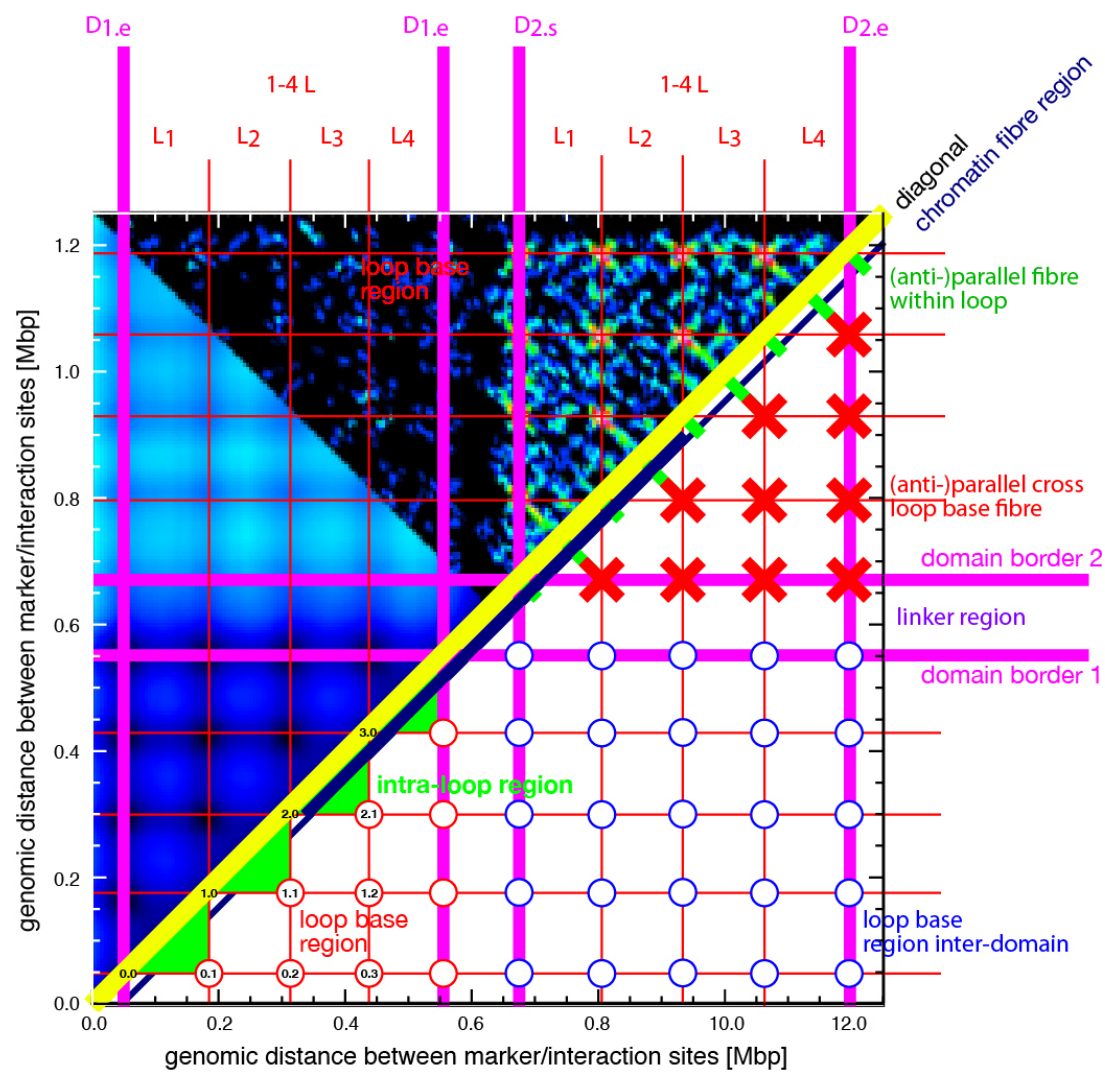 D1.e
D1.e
D2.s
D2.e
1-4 L
1-4 L
L1
L2
L3
L4
L1
L2
L3
L4
diagonal
chromatin fibre region
1.2
1.0
0.8
0.6
0.4
0.2
0.0
genomic distance between marker/interaction sites [Mbp]
loop base
region
(anti-)parallel fibre
within loop
(anti-)parallel cross
loop base fibre
domain border 2
linker region
domain border 1
3.0
intra-loop region
2.0
2.1
1.0
1.1
1.2
loop base
region
loop base
region inter-domain
0.0
0.1
0.2
0.3
0.0
0.2
0.4
0.6
0.8
10.0
12.0
genomic distance between marker/interaction sites [Mbp]